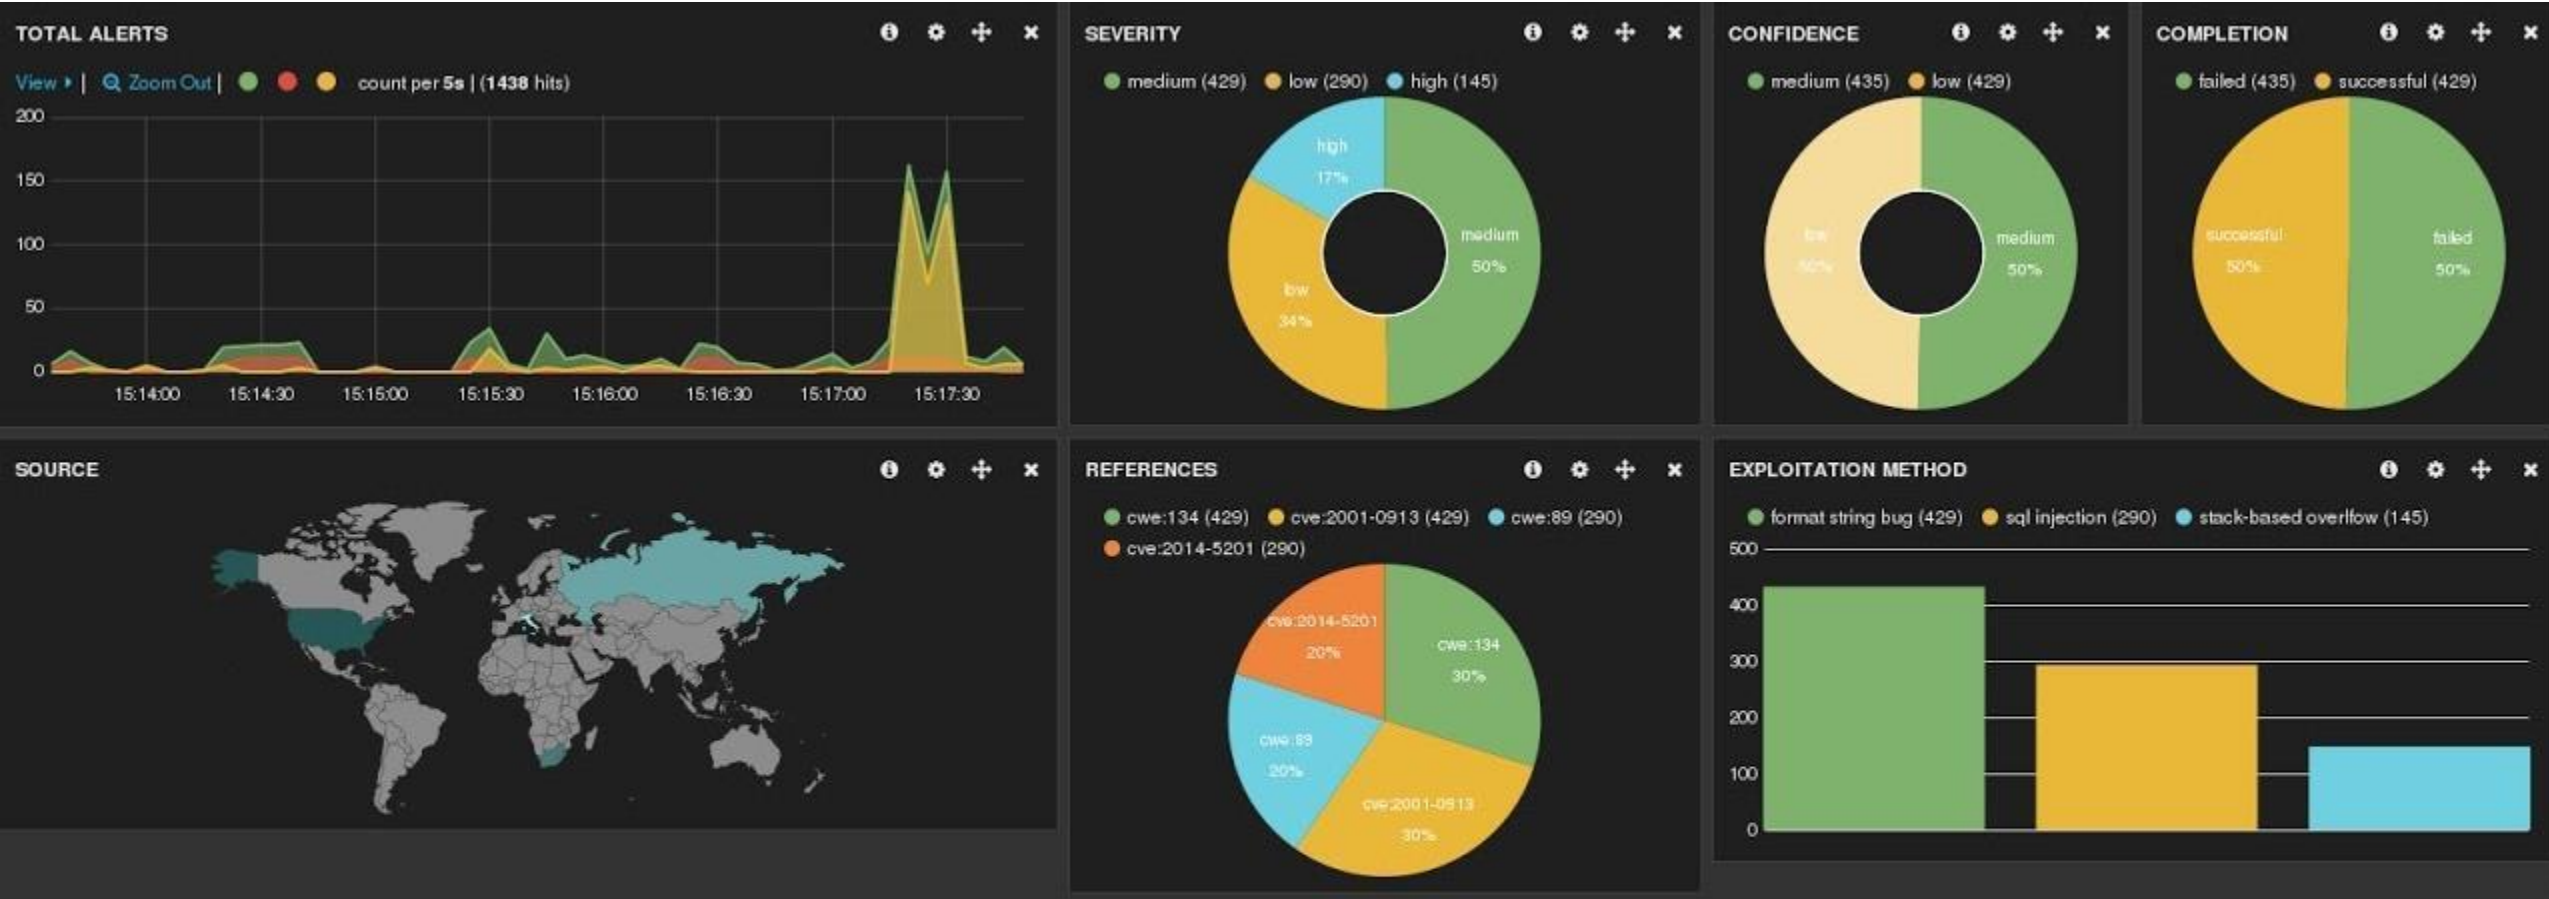 TOTAL ALERTS
View | Zoom Out | count per 5s | (1438 hits)
200
150
100
50
0
15:14:00 15:14:30 15:15:00 15:15:30 15:16:00 15:16:30 15:17:00 15:17:30
SEVERITY
medium (429) low (290) high (145)
high
17%
medium
50%
low
34%
CONFIDENCE
medium (435) low (429)
low
50%
medium
50%
COMPLETION
failed (435) successful (429)
successful
50%
failed
50%
SOURCE
REFERENCES
cwe:134 (429) cve:2001-0913 (429) cwe:89 (290)
cve:2014-5201 (290)
cve:2014-5201
20%
cwe:134
30%
cwe:89
20%
cve:2001-0913
30%
EXPLOITATION METHOD
format string bug (429) sql injection (290) stack-based overlfow (145)
500
400
300
200
100
0